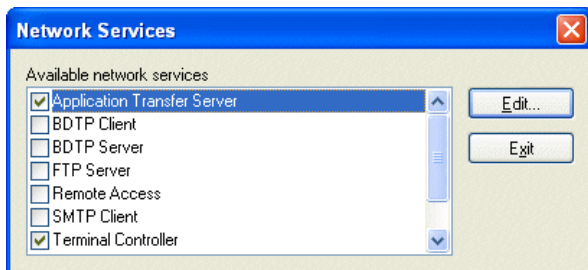 Network Services
Available network services
Application Transfer Server
Edit...
BDTP Client
BDTP Server
Exit
FTP Server
Remote Access
SMTP Client
Terminal Controller